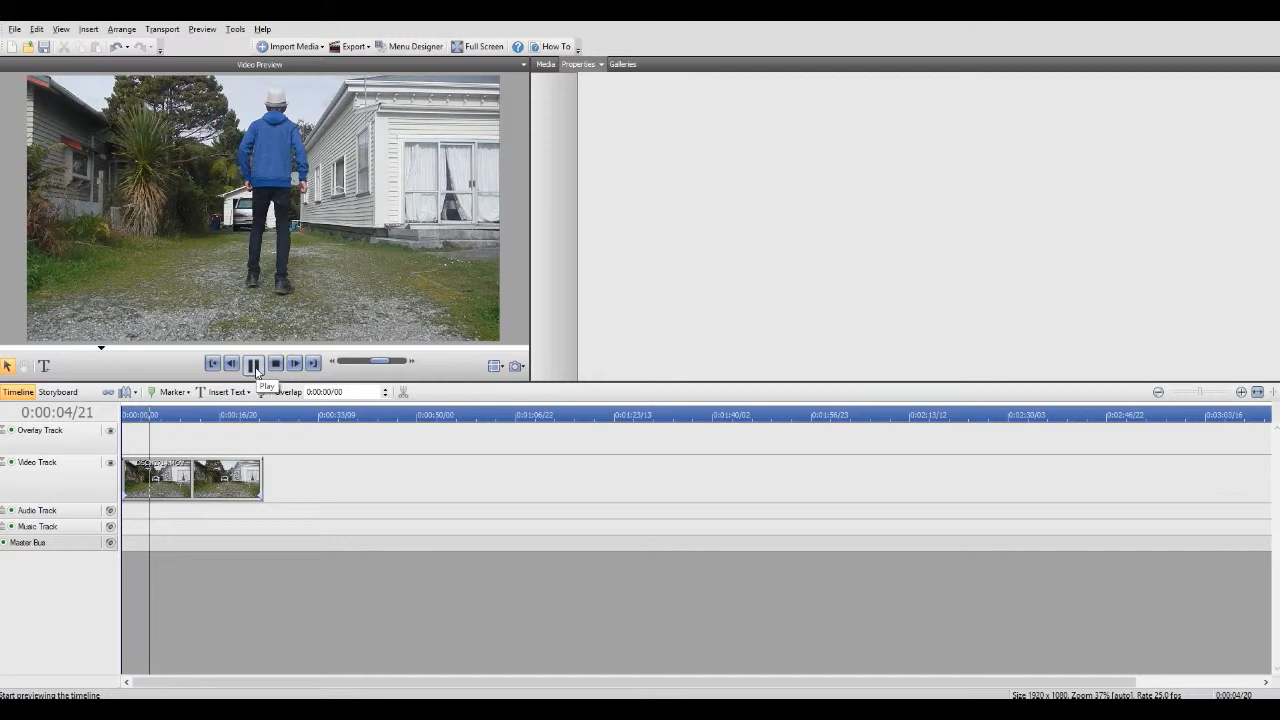 File Edit View Insert Arrange Transport Preview Tools Help
Import Media Export Menu Designer Full Screen How To
Video Preview
Media Properties Galleries
Play
Timeline Storyboard Marker Insert Text Overlap 0:00:00/00
0:00:04/21
0:00:00/00 0:00:16/20 0:00:33/09 0:00:50/00 0:01:06/22 0:01:23/13 0:01:40/02 0:01:56/23 0:02:13/12 0:02:30/03 0:02:46/22 0:03:03/16
Overlay Track
Video Track
Audio Track
Music Track
Master Bus
Start previewing the timeline
Size 1920 x 1080, Zoom 37% [auto], Rate 25.0 fps 0:00:04/20